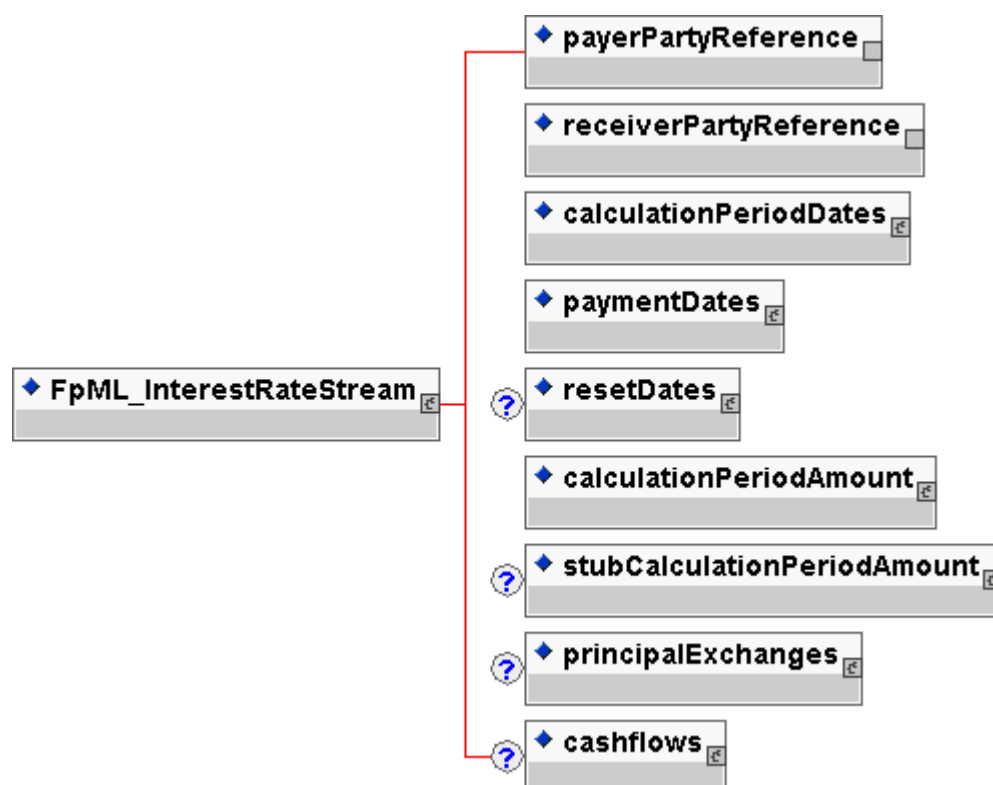 payerPartyReference
receiverPartyReference
calculationPeriodDates
paymentDates
FpML_InterestRateStream
? resetDates
calculationPeriodAmount
? stubCalculationPeriodAmount
? principalExchanges
? cashflows